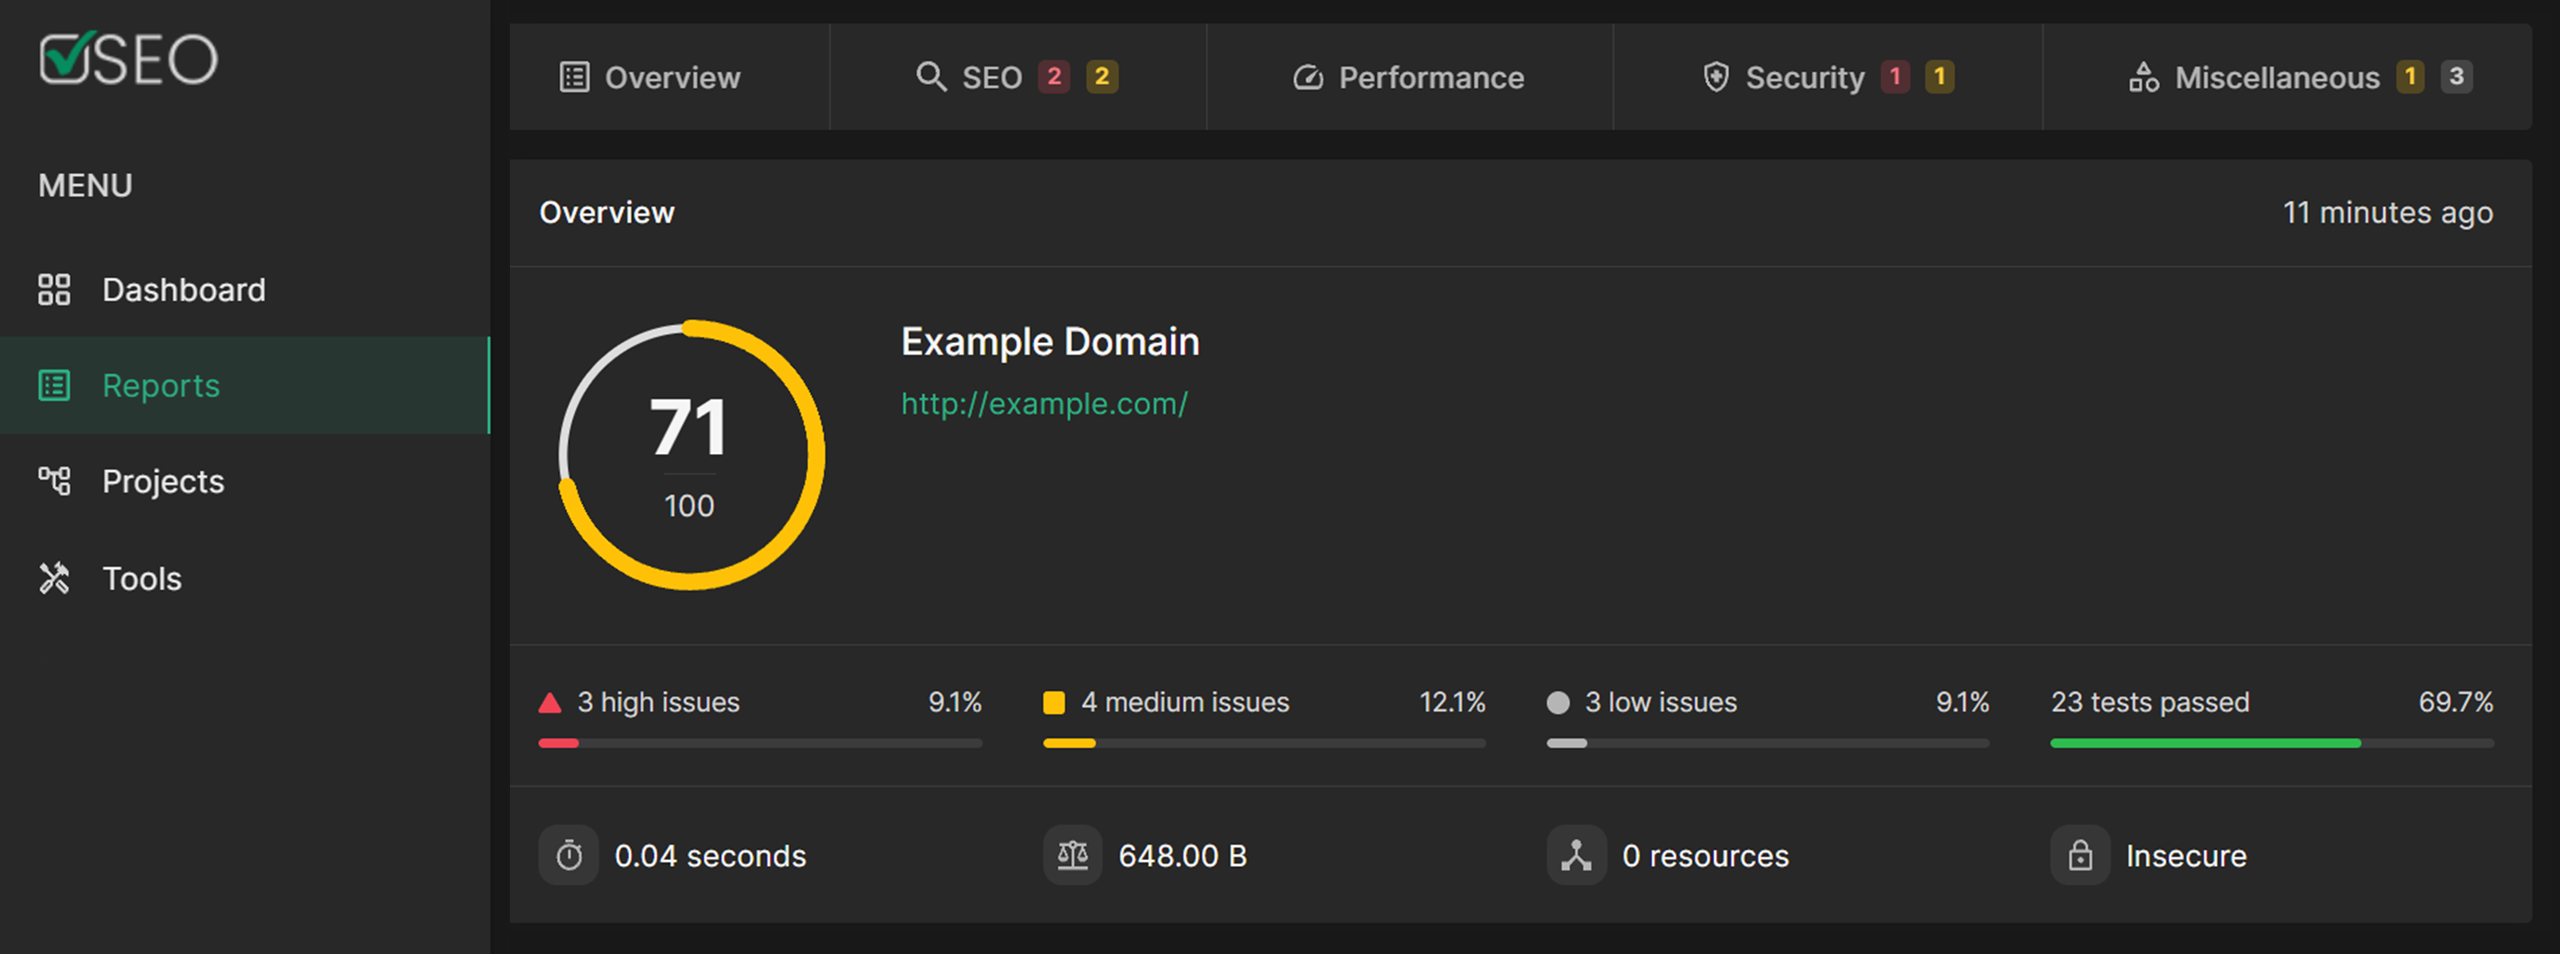 SEO
MENU
Dashboard
Reports
Projects
Tools
Overview
SEO 2 2
Performance
Security 1 1
Miscellaneous 1 3
Overview
11 minutes ago
71
100
Example Domain
http://example.com/
3 high issues 9.1%
4 medium issues 12.1%
3 low issues 9.1%
23 tests passed 69.7%
0.04 seconds
648.00 B
0 resources
Insecure